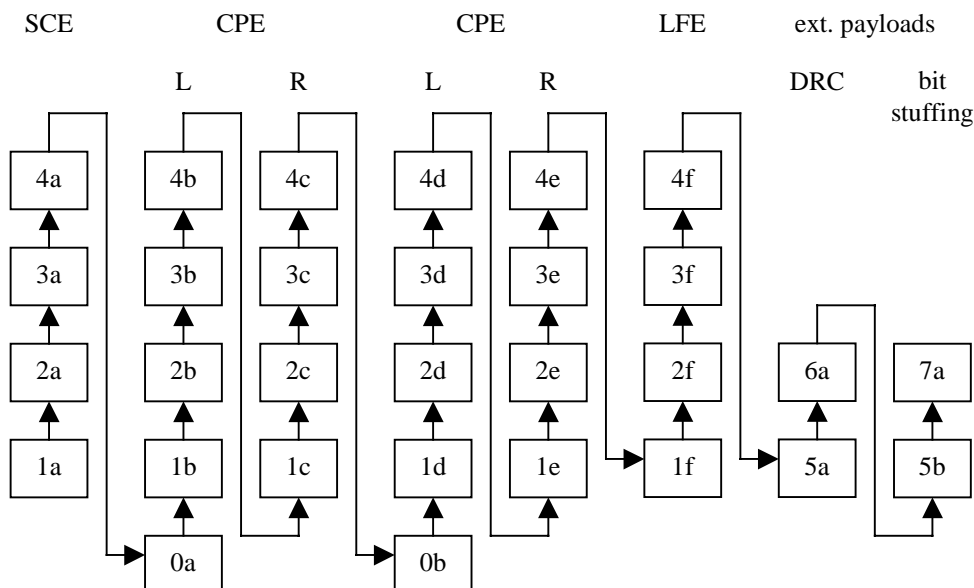 SCE CPE CPE LFE ext. payloads
L R L R DRC bit
stuffing
4a 4b 4c 4d 4e 4f
3a 3b 3c 3d 3e 3f
2a 2b 2c 2d 2e 2f 6a 7a
1a 1b 1c 1d 1e 1f 5a 5b
0a 0b